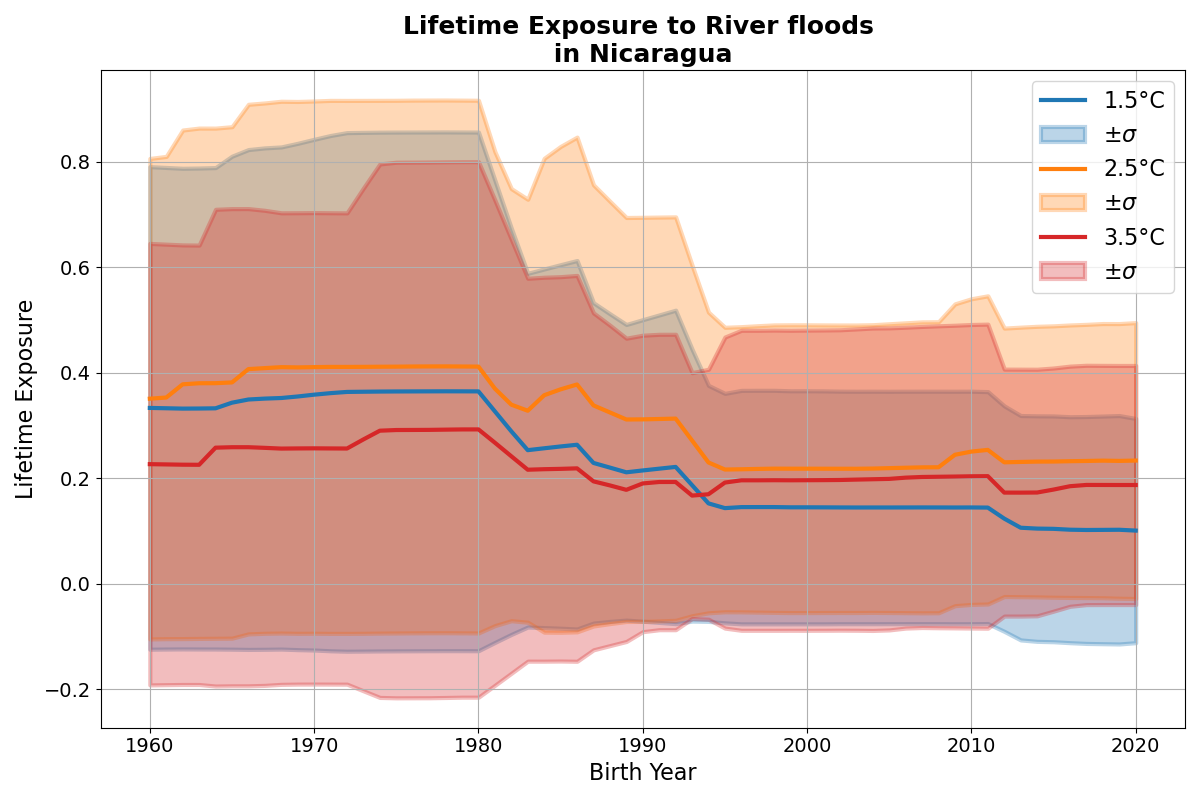 Lifetime Exposure to River floods
in Nicaragua
1.5°C
±σ
2.5°C
±σ
3.5°C
±σ
Lifetime Exposure
0.8
0.6
0.4
0.2
0.0
−0.2
1960 1970 1980 1990 2000 2010 2020
Birth Year